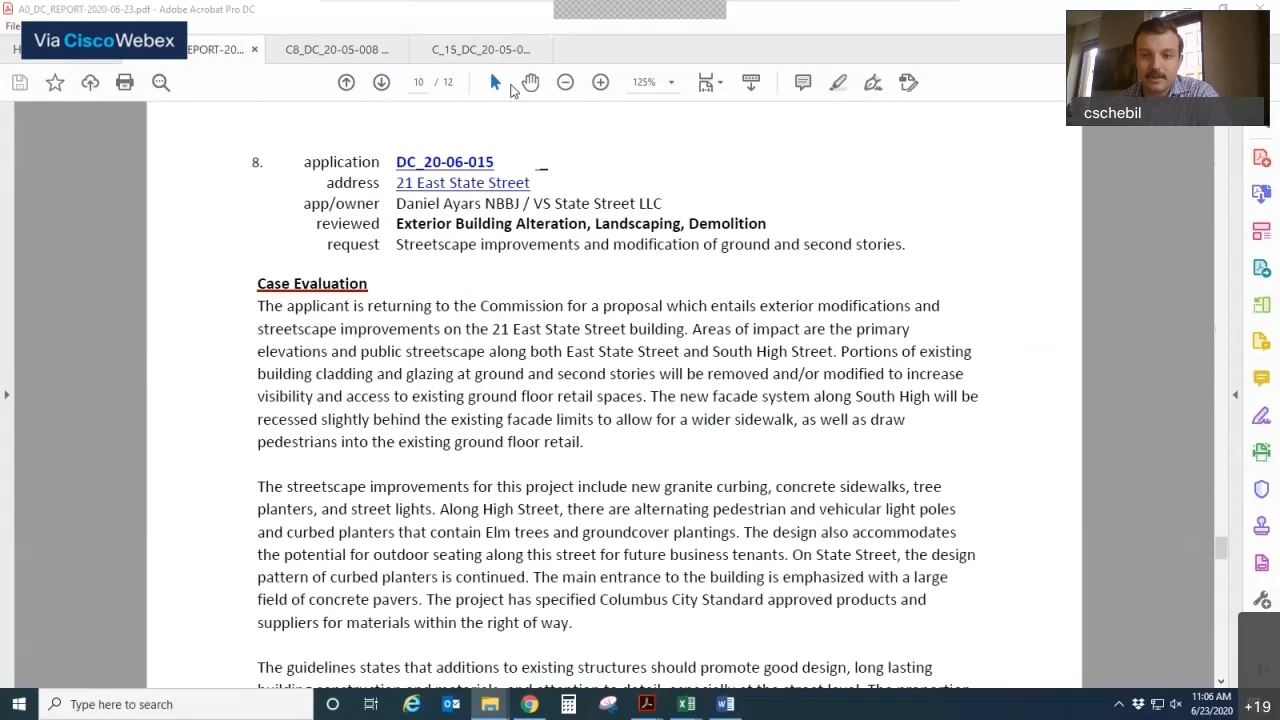 A0_DC_REPORT-2020-06-23.pdf - Adobe Acrobat Pro DC
Via CiscoWebex
REPORT-20...
C8_DC_20-05-008 ...
C_15_DC_20-05-0...
10 / 12
125%
cschebil
8. application DC_20-06-015
address 21 East State Street
app/owner Daniel Ayars NBBJ / VS State Street LLC
reviewed Exterior Building Alteration, Landscaping, Demolition
request Streetscape improvements and modification of ground and second stories.
Case Evaluation
The applicant is returning to the Commission for a proposal which entails exterior modifications and
streetscape improvements on the 21 East State Street building. Areas of impact are the primary
elevations and public streetscape along both East State Street and South High Street. Portions of existing
building cladding and glazing at ground and second stories will be removed and/or modified to increase
visibility and access to existing ground floor retail spaces. The new facade system along South High will be
recessed slightly behind the existing facade limits to allow for a wider sidewalk, as well as draw
pedestrians into the existing ground floor retail.
The streetscape improvements for this project include new granite curbing, concrete sidewalks, tree
planters, and street lights. Along High Street, there are alternating pedestrian and vehicular light poles
and curbed planters that contain Elm trees and groundcover plantings. The design also accommodates
the potential for outdoor seating along this street for future business tenants. On State Street, the design
pattern of curbed planters is continued. The main entrance to the building is emphasized with a large
field of concrete pavers. The project has specified Columbus City Standard approved products and
suppliers for materials within the right of way.
The guidelines states that additions to existing structures should promote good design, long lasting
Type here to search
11:06 AM
6/23/2020
+19